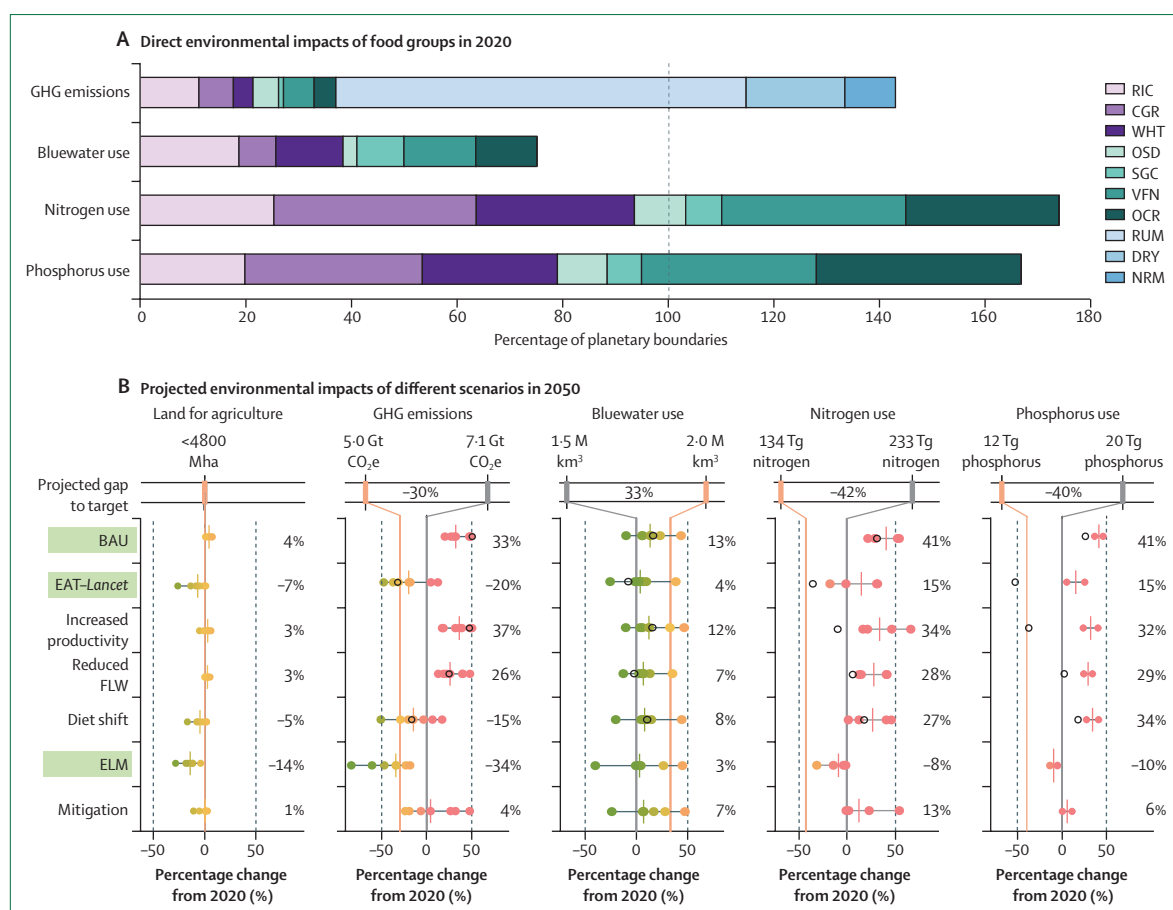 A Direct environmental impacts of food groups in 2020
GHG emissions
Bluewater use
Nitrogen use
Phosphorus use
0 20 40 60 80 100 120 140 160 180
Percentage of planetary boundaries
RIC
CGR
WHT
OSD
SGC
VFN
OCR
RUM
DRY
NRM
B Projected environmental impacts of different scenarios in 2050
Land for agriculture GHG emissions Bluewater use Nitrogen use Phosphorus use
<4800 5·0 Gt 7·1 Gt 1·5 M 2·0 M 134 Tg 233 Tg 12 Tg 20 Tg
Mha CO₂e CO₂e km³ km³ nitrogen nitrogen phosphorus phosphorus
Projected gap
to target
–30% 33% –42% –40%
BAU 4% 33% 13% 41% 41%
EAT–Lancet –7% –20% 4% 15% 15%
Increased
productivity 3% 37% 12% 34% 32%
Reduced
FLW 3% 26% 7% 28% 29%
Diet shift –5% –15% 8% 27% 34%
ELM –14% –34% 3% –8% –10%
Mitigation 1% 4% 7% 13% 6%
–50 0 50 –50 0 50 –50 0 50 –50 0 50 –50 0 50
Percentage change Percentage change Percentage change Percentage change Percentage change
from 2020 (%) from 2020 (%) from 2020 (%) from 2020 (%) from 2020 (%)